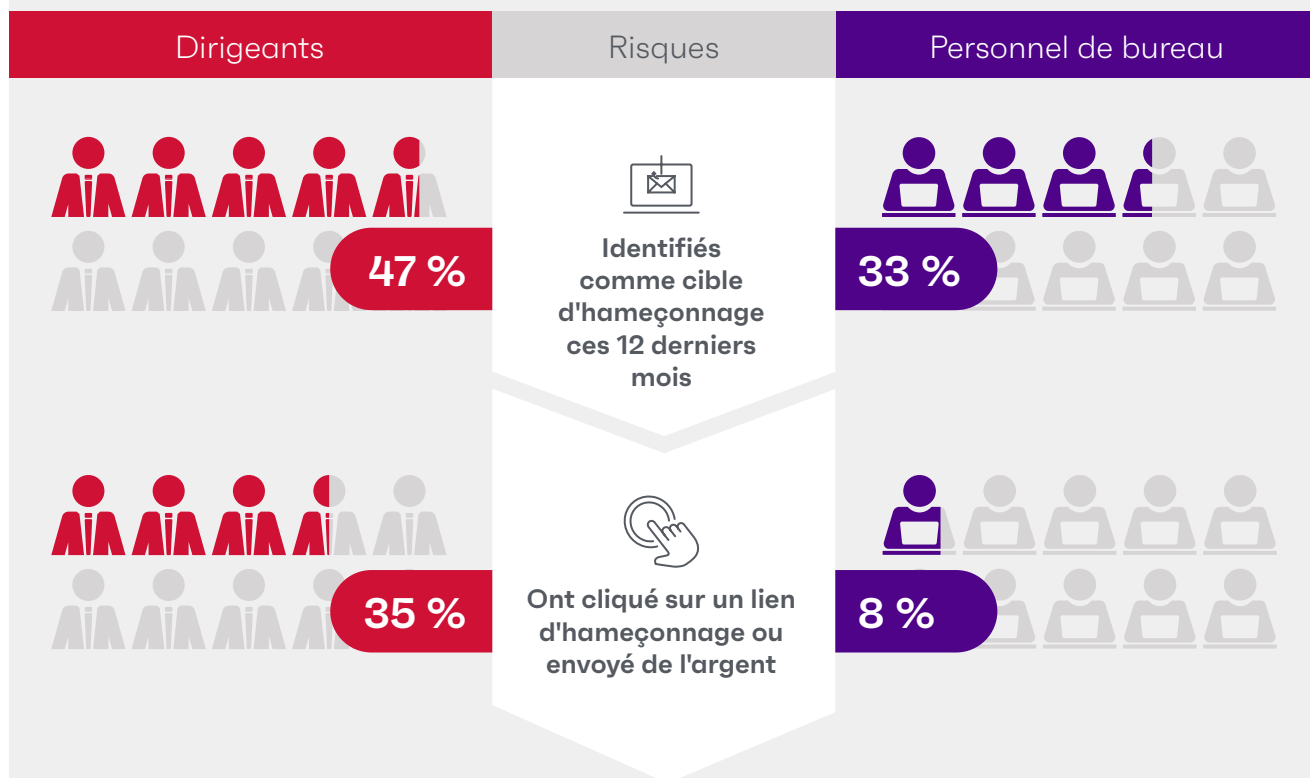 Dirigeants
Risques
Personnel de bureau
47 %
Identifiés
comme cible
d'hameçonnage
ces 12 derniers
mois
33 %
35 %
Ont cliqué sur un lien
d'hameçonnage ou
envoyé de l'argent
8 %